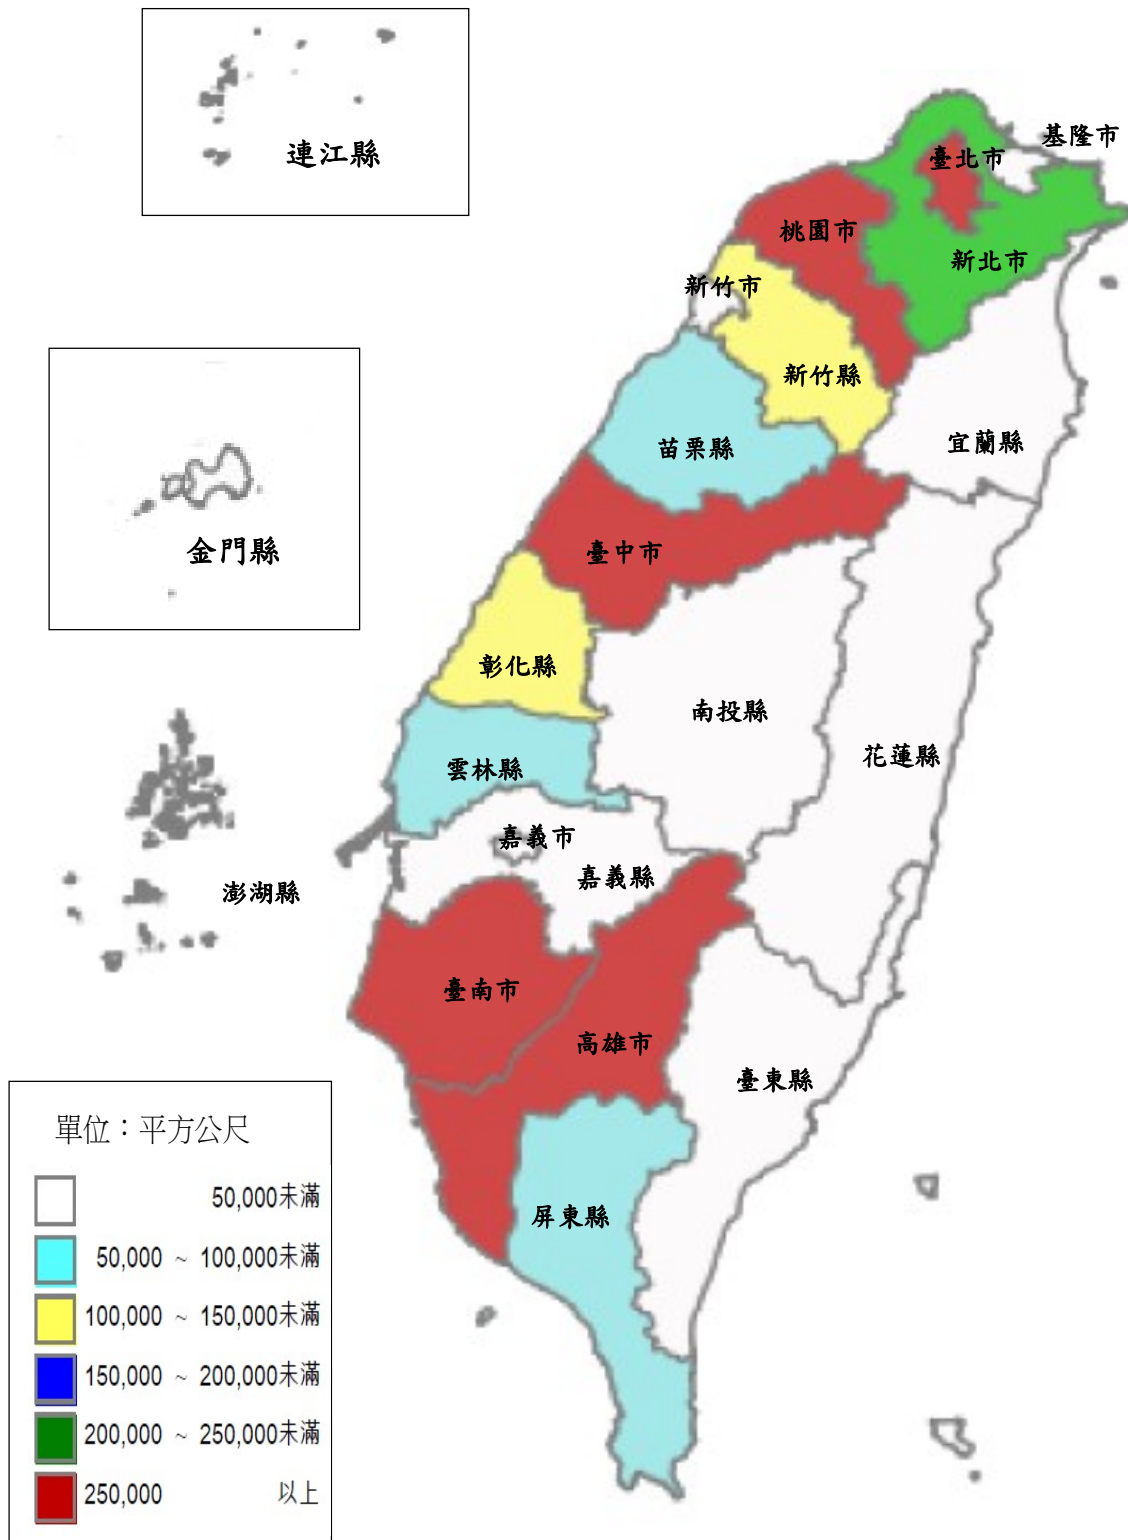 連江縣
基隆市
臺北市
桃園市
新北市
新竹市
新竹縣
苗栗縣
宜蘭縣
金門縣
臺中市
彰化縣
南投縣
花蓮縣
雲林縣
嘉義市
嘉義縣
澎湖縣
臺南市
高雄市
臺東縣
屏東縣
單位：平方公尺
50,000未滿
50,000 ~ 100,000未滿
100,000 ~ 150,000未滿
150,000 ~ 200,000未滿
200,000 ~ 250,000未滿
250,000 以上